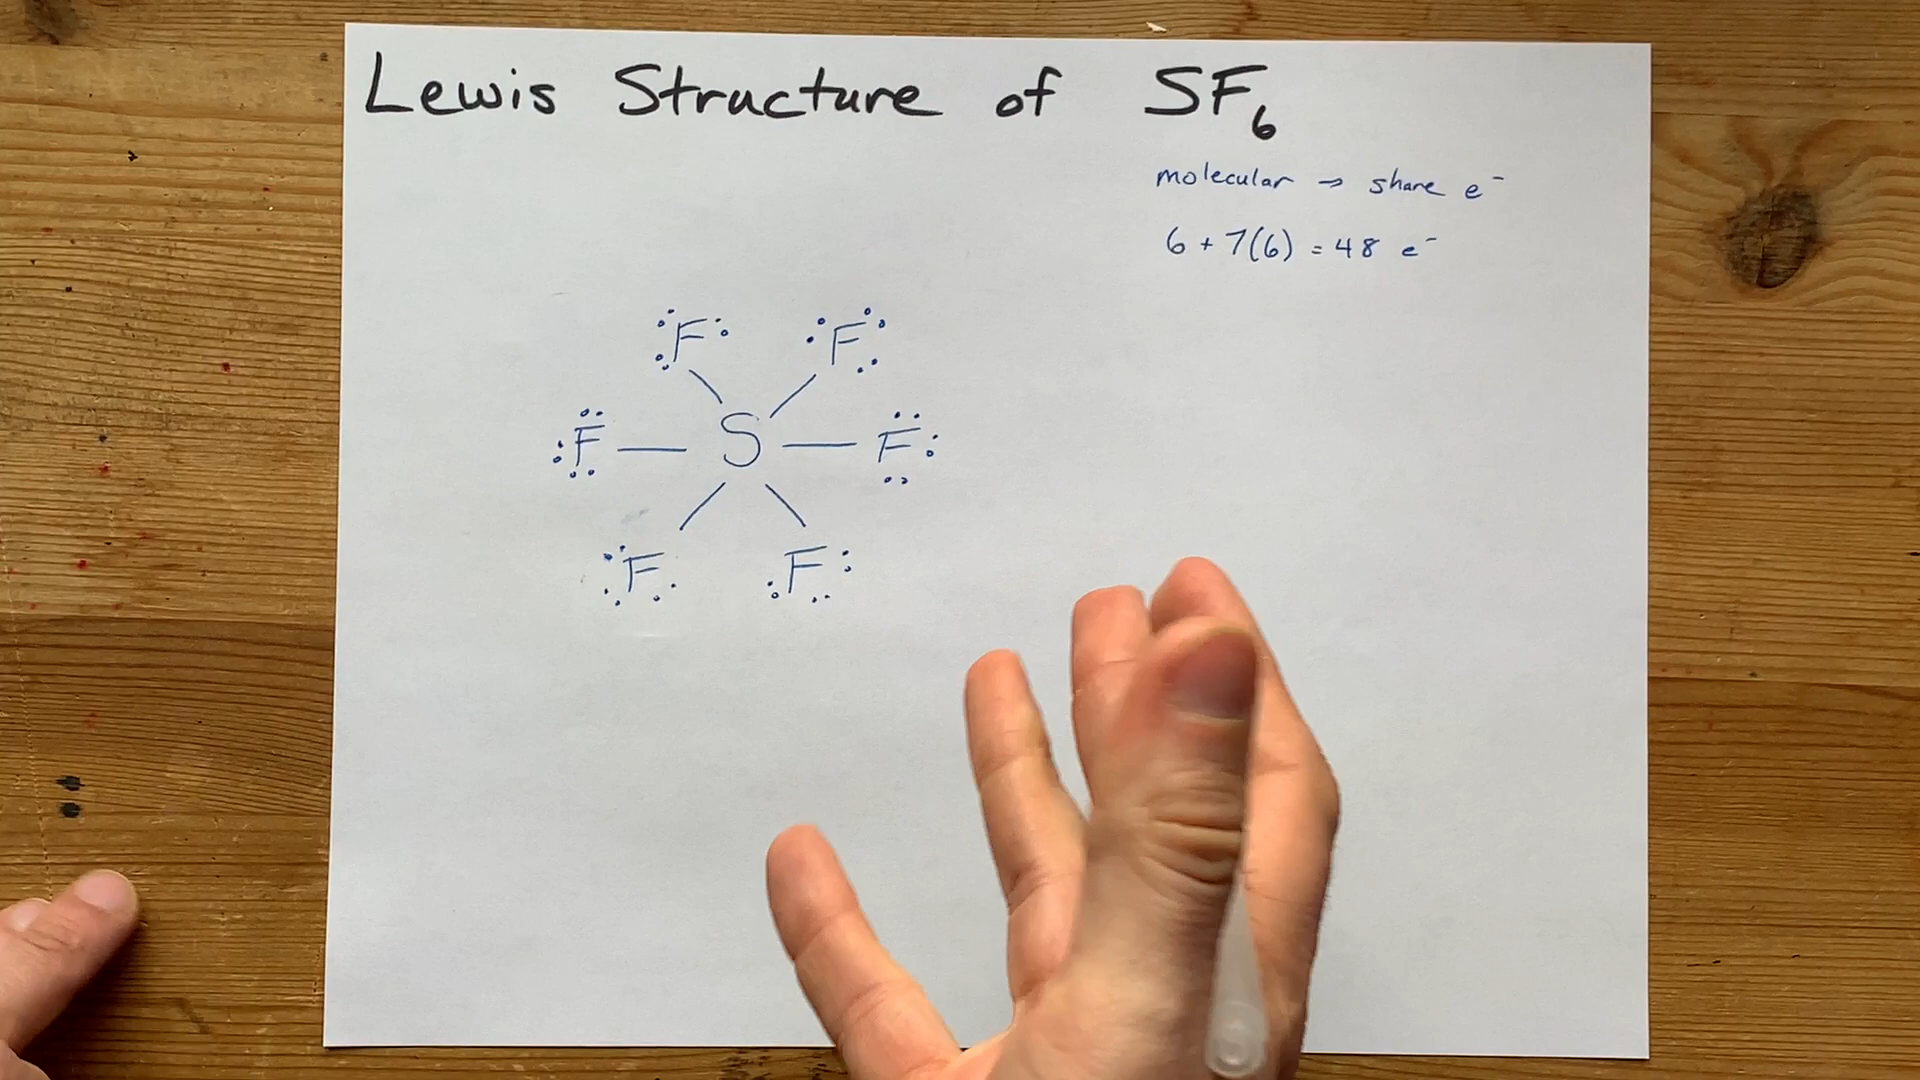 Lewis Structure of SF₆
molecular → share e⁻
6 + 7(6) = 48 e⁻
F F
F S F
F F